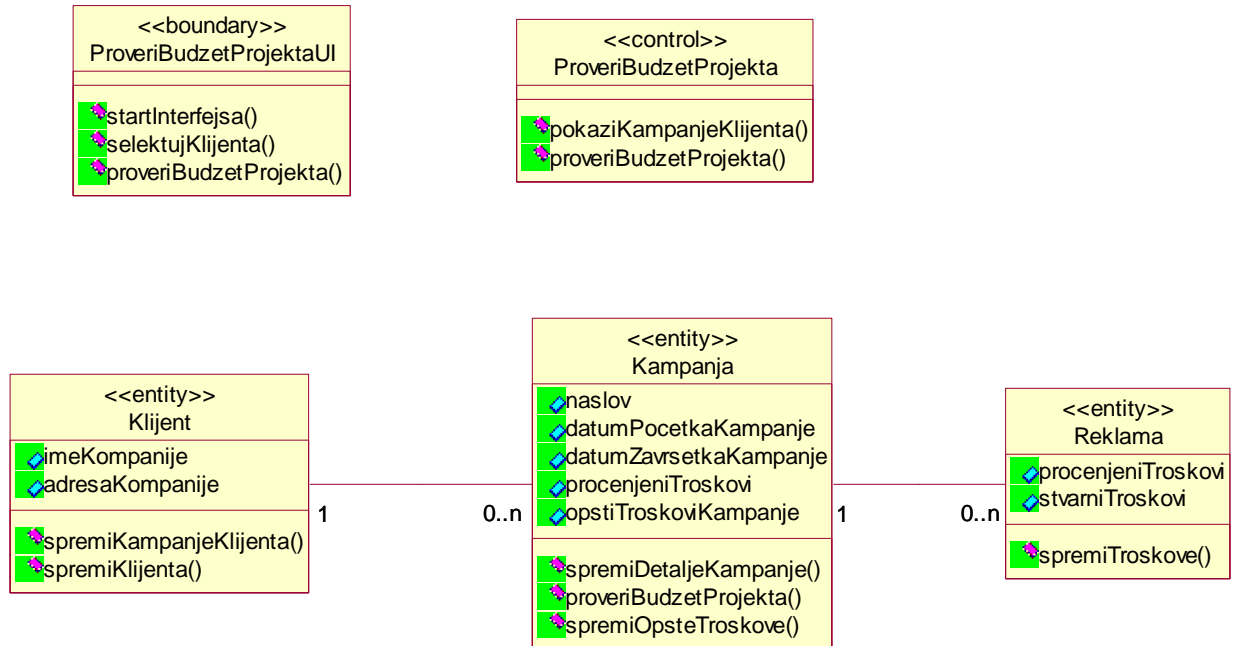 <<boundary>>
ProveriBudzetProjektaUI
startInterfejsa()
selektujKlijenta()
proveriBudzetProjekta()
<<control>>
ProveriBudzetProjekta
pokaziKampanjeKlijenta()
proveriBudzetProjekta()
<<entity>>
Klijent
imeKompanije
adresaKompanije
spremiKampanjeKlijenta()
spremiKlijenta()
1
0..n
<<entity>>
Kampanja
naslov
datumPocetkaKampanje
datumZavrsetkaKampanje
procenjeniTroskovi
opstiTroskoviKampanje
spremiDetaljeKampanje()
proveriBudzetProjekta()
spremiOpsteTroskove()
1
0..n
<<entity>>
Reklama
procenjeniTroskovi
stvarniTroskovi
spremiTroskove()